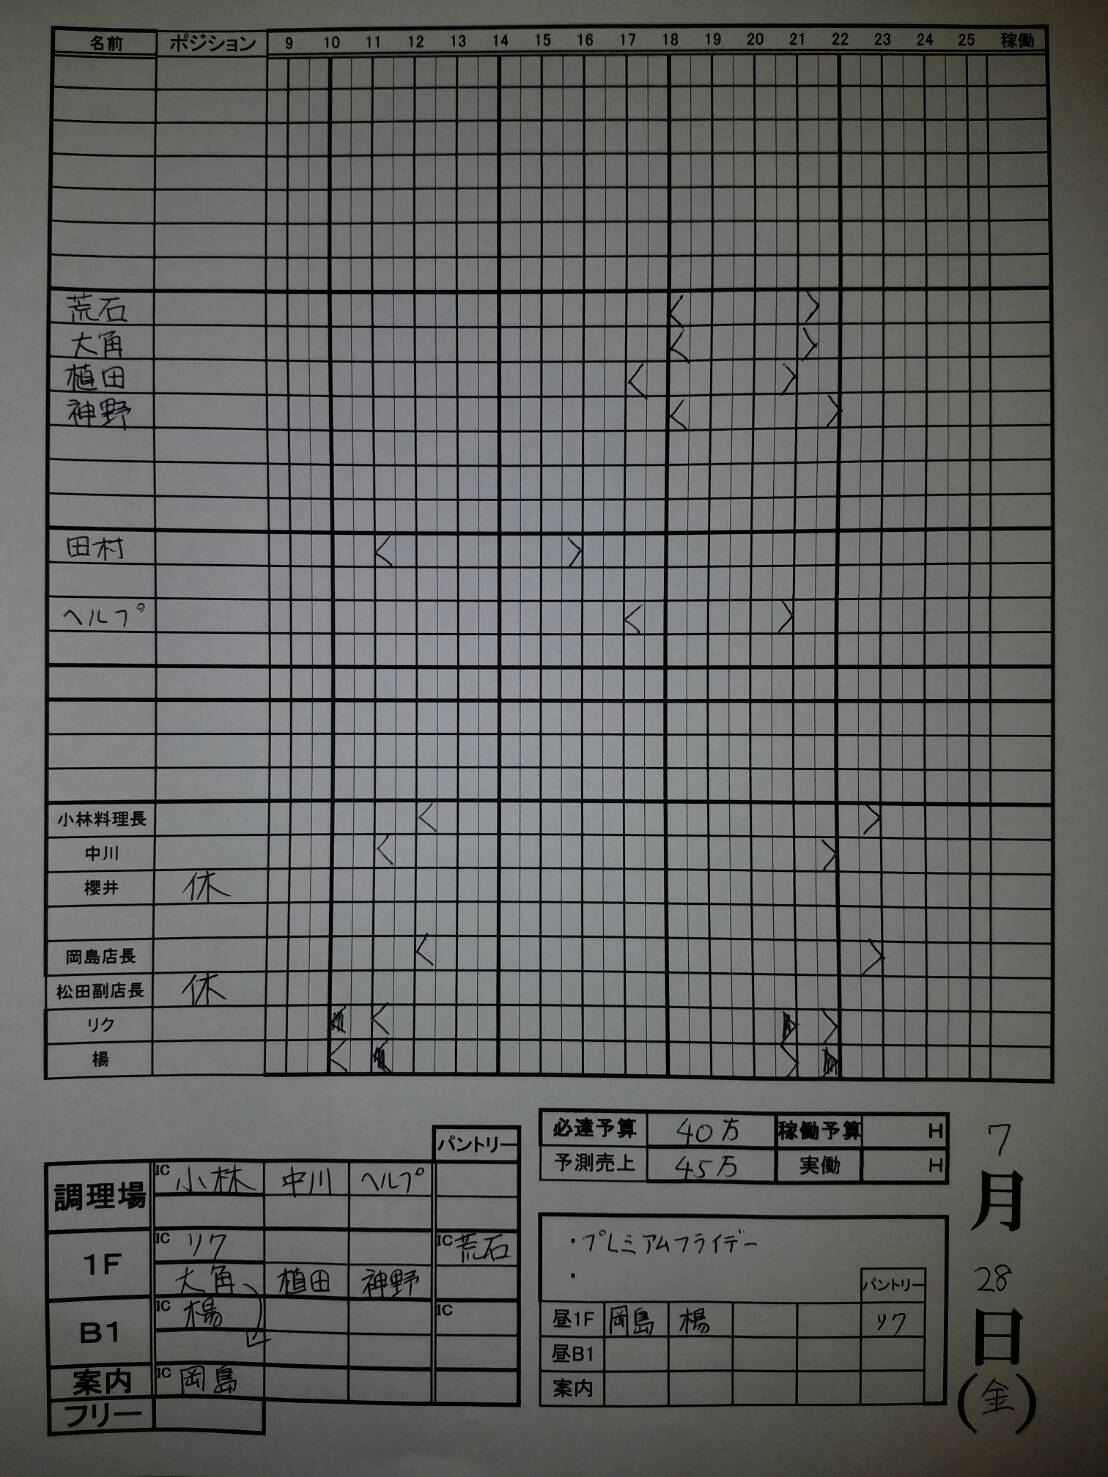 名前 ポジション 9 10 11 12 13 14 15 16 17 18 19 20 21 22 23 24 25 稼働
荒石
大角
植田
神野
田村
ヘルプ
小林料理長
中川
櫻井 休
岡島店長
松田副店長 休
リク
楊
パントリー
調理場 IC 小林 中川 ヘルプ
1F IC リク IC 荒石
大角 植田 神野
B1 IC 楊 IC
案内 IC 岡島
フリー
必達予算 40万 稼働予算 H
予測売上 45万 実働 H
・プレミアムフライデー
・
パントリー
昼1F 岡島 楊 リク
昼B1
案内
7
月
28
日
(金)